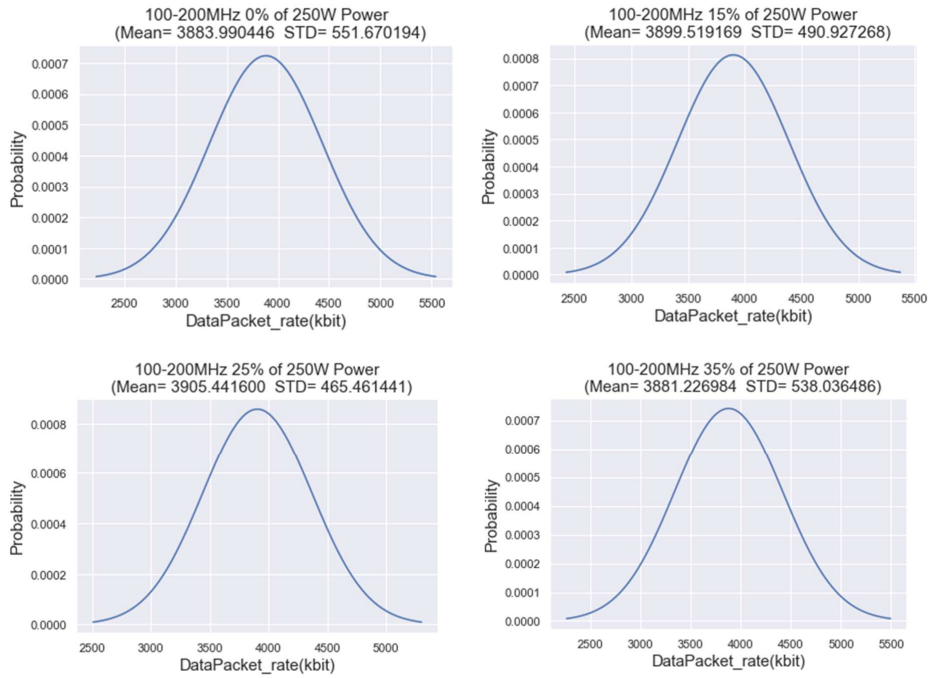 100-200MHz 0% of 250W Power
(Mean= 3883.990446 STD= 551.670194)
0.0007
0.0006
0.0005
0.0004
0.0003
0.0002
0.0001
0.0000
Probability
2500 3000 3500 4000 4500 5000 5500
DataPacket_rate(kbit)
100-200MHz 15% of 250W Power
(Mean= 3899.519169 STD= 490.927268)
0.0008
0.0007
0.0006
0.0005
0.0004
0.0003
0.0002
0.0001
0.0000
Probability
2500 3000 3500 4000 4500 5000 5500
DataPacket_rate(kbit)
100-200MHz 25% of 250W Power
(Mean= 3905.441600 STD= 465.461441)
0.0008
0.0006
0.0004
0.0002
0.0000
Probability
2500 3000 3500 4000 4500 5000
DataPacket_rate(kbit)
100-200MHz 35% of 250W Power
(Mean= 3881.226984 STD= 538.036486)
0.0007
0.0006
0.0005
0.0004
0.0003
0.0002
0.0001
0.0000
Probability
2500 3000 3500 4000 4500 5000 5500
DataPacket_rate(kbit)